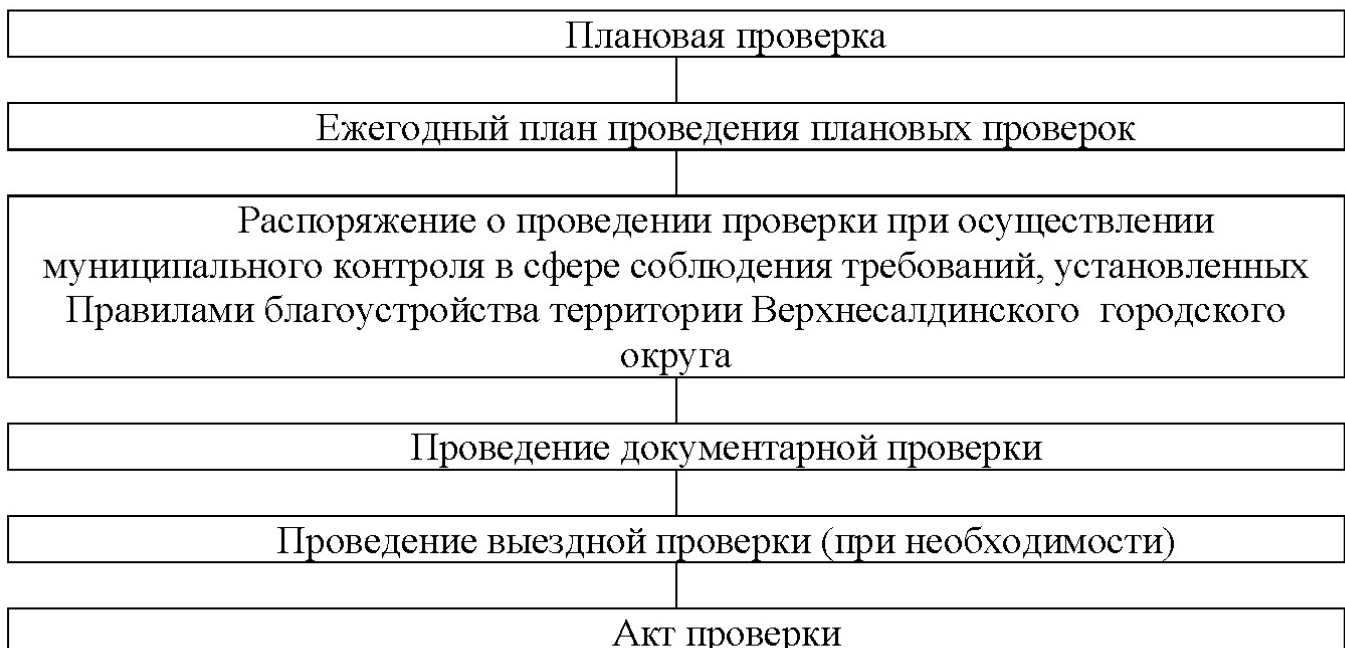 Плановая проверка
Ежегодный план проведения плановых проверок
Распоряжение о проведении проверки при осуществлении
муниципального контроля в сфере соблюдения требований, установленных
Правилами благоустройства территории Верхнесалдинского  городского
округа
Проведение документарной проверки
Проведение выездной проверки (при необходимости)
Акт проверки